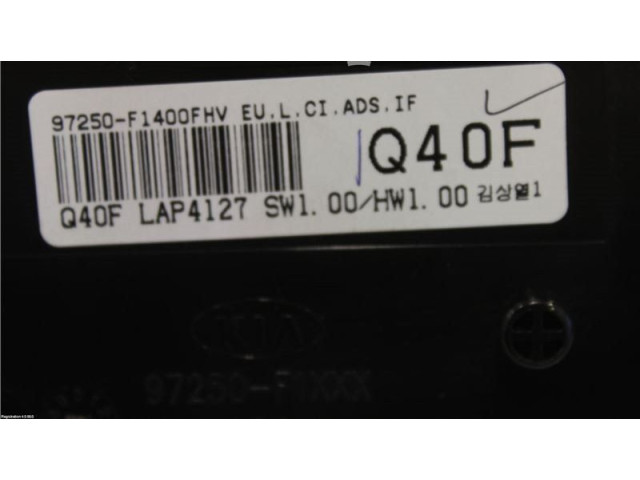 97250-F1400FHV EU.L.CI.ADS.IF
Q40F
Q40F LAP4127 SW1.00/HW1.00 김상열1
KIA
97250-F1XXX